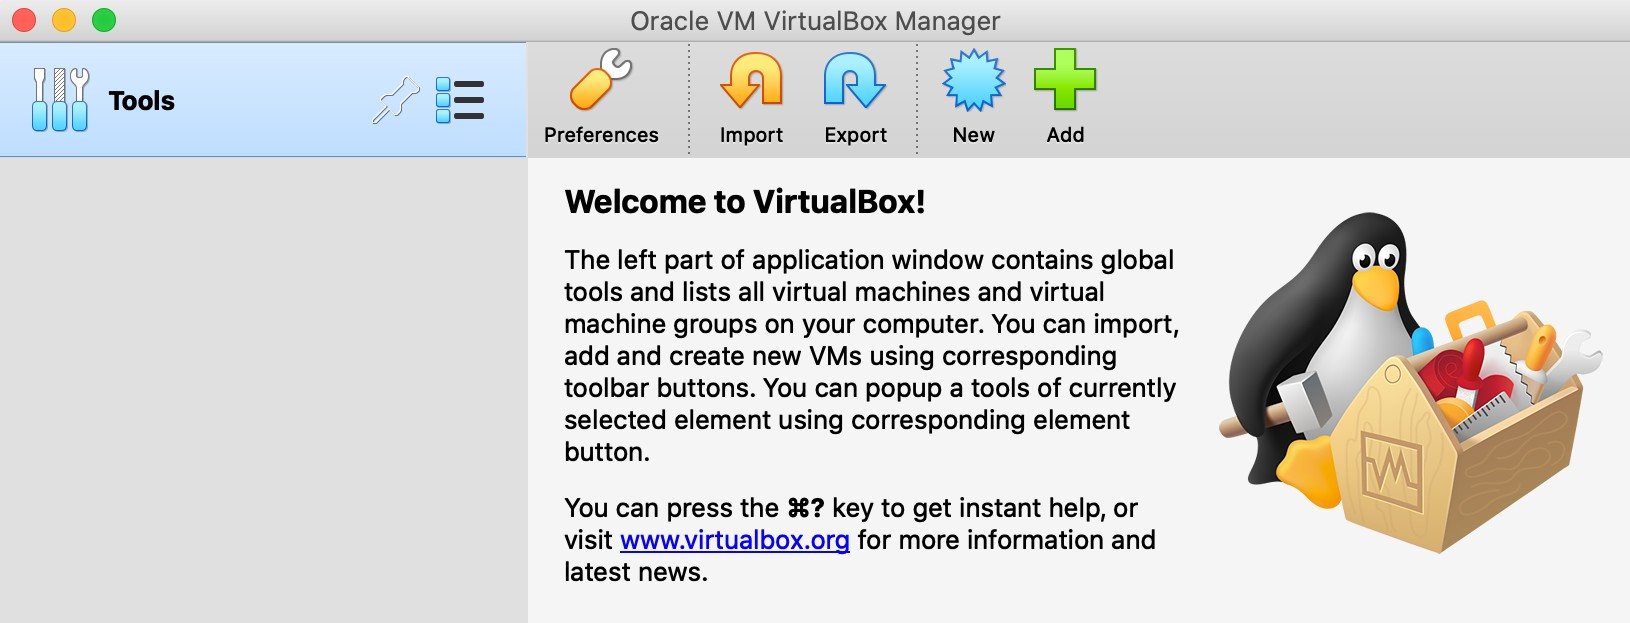 Oracle VM VirtualBox Manager
Tools
Preferences
Import
Export
New
Add
Welcome to VirtualBox!
The left part of application window contains global
tools and lists all virtual machines and virtual
machine groups on your computer. You can import,
add and create new VMs using corresponding
toolbar buttons. You can popup a tools of currently
selected element using corresponding element
button.
You can press the ⌘? key to get instant help, or
visit www.virtualbox.org for more information and
latest news.